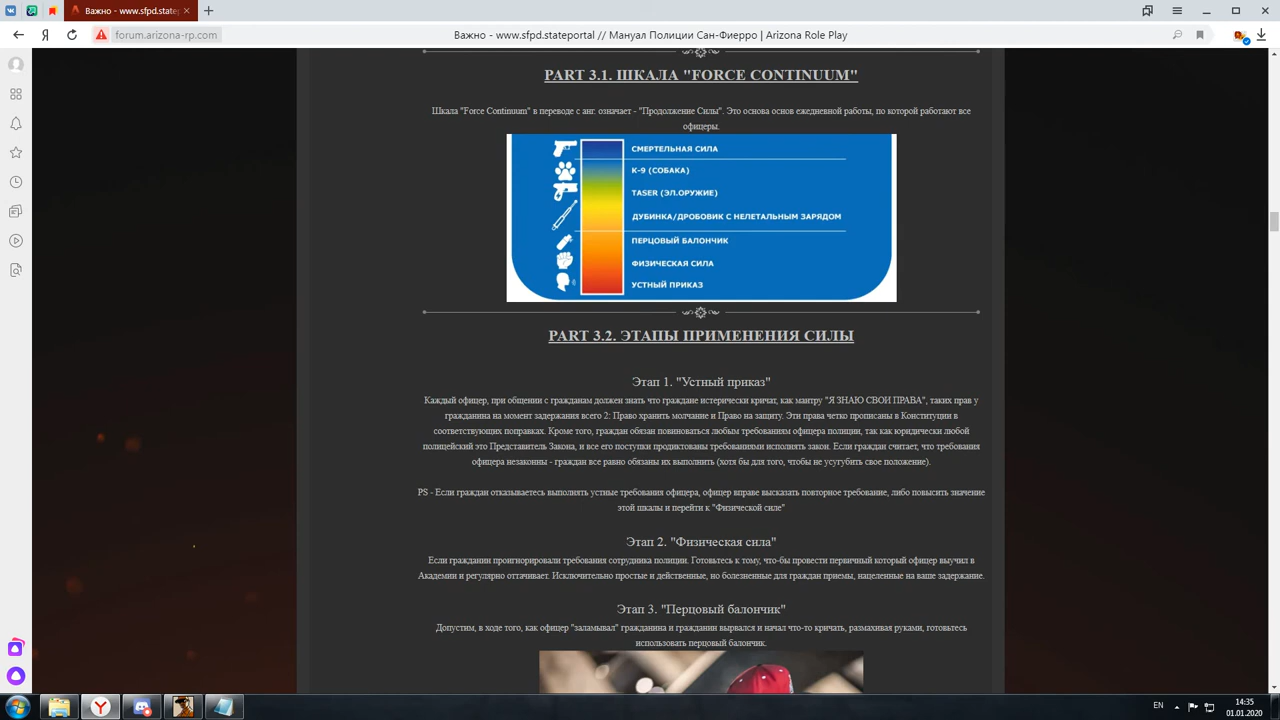 Важно - www.sfpd.state
forum.arizona-rp.com
Важно - www.sfpd.stateportal // Мануал Полиции Сан-Фиерро | Arizona Role Play
PART 3.1. ШКАЛА "FORCE CONTINUUM"
Шкала "Force Continuum" в переводе с анг. означает - "Продолжение Силы". Это основа основ ежедневной работы, по которой работают все
офицеры.
СМЕРТЕЛЬНАЯ СИЛА
К-9 (СОБАКА)
TASER (ЭЛ.ОРУЖИЕ)
ДУБИНКА/ДРОБОВИК С НЕЛЕТАЛЬНЫМ ЗАРЯДОМ
ПЕРЦОВЫЙ БАЛОНЧИК
ФИЗИЧЕСКАЯ СИЛА
УСТНЫЙ ПРИКАЗ
PART 3.2. ЭТАПЫ ПРИМЕНЕНИЯ СИЛЫ
Этап 1. "Устный приказ"
Каждый офицер, при общении с гражданам должен знать что граждане истерически кричат, как мантру "Я ЗНАЮ СВОИ ПРАВА", таких прав у
гражданина на момент задержания всего 2: Право хранить молчание и Право на защиту. Эти права четко прописаны в Конституции в
соответствующих поправках. Кроме того, граждан обязан повиноваться любым требованиям офицера полиции, так как юридически любой
полицейский это Представитель Закона, и все его поступки продиктованы требованиями исполнять закон. Если граждан считает, что требования
офицера незаконны - граждан все равно обязаны их выполнить (хотя бы для того, чтобы не усугубить свое положение).
PS - Если граждан отказываетесь выполнять устные требования офицера, офицер вправе высказать повторное требование, либо повысить значение
этой шкалы и перейти к "Физической силе"
Этап 2. "Физическая сила"
Если гражданин проигнорировали требования сотрудника полиции. Готовьтесь к тому, что-бы провести первичный который офицер выучил в
Академии и регулярно оттачивает. Исключительно простые и действенные, но болезненные для граждан приемы, нацеленные на ваше задержание.
Этап 3. "Перцовый балончик"
Допустим, в ходе того, как офицер "заламывал" гражданина и гражданин вырвался и начал что-то кричать, размахивая руками, готовьтесь
использовать перцовый балончик.
EN
14:35
01.01.2020